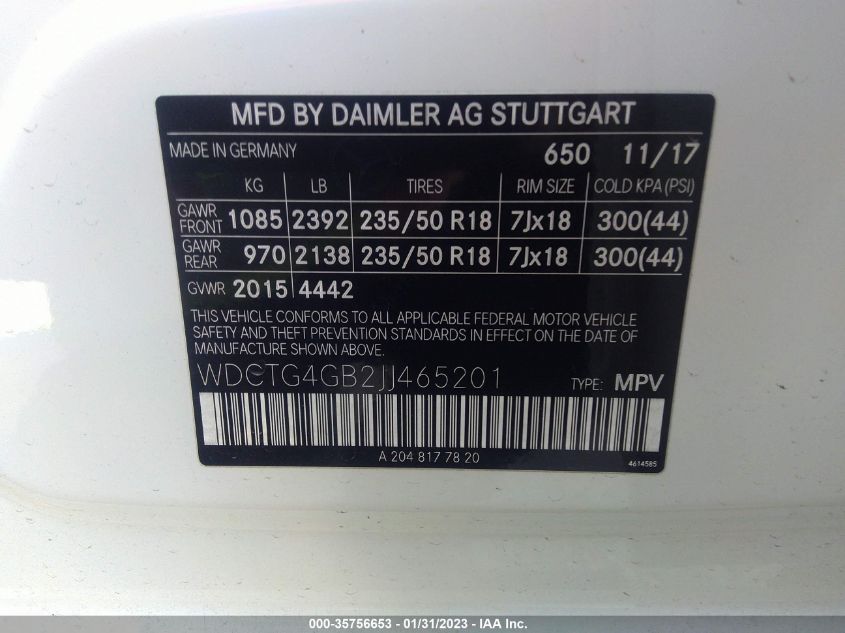 MFD BY DAIMLER AG STUTTGART
MADE IN GERMANY 650 11/17
KG LB TIRES RIM SIZE COLD KPA (PSI)
GAWR FRONT 1085 2392 235/50 R18 7Jx18 300(44)
GAWR REAR 970 2138 235/50 R18 7Jx18 300(44)
GVWR 2015 4442
THIS VEHICLE CONFORMS TO ALL APPLICABLE FEDERAL MOTOR VEHICLE
SAFETY AND THEFT PREVENTION STANDARDS IN EFFECT ON THE DATE OF
MANUFACTURE SHOWN ABOVE.
WDCTG4GB2JJ465201 TYPE: MPV
A 204 817 78 20
4614585
000-35756653 - 01/31/2023 - IAA Inc.